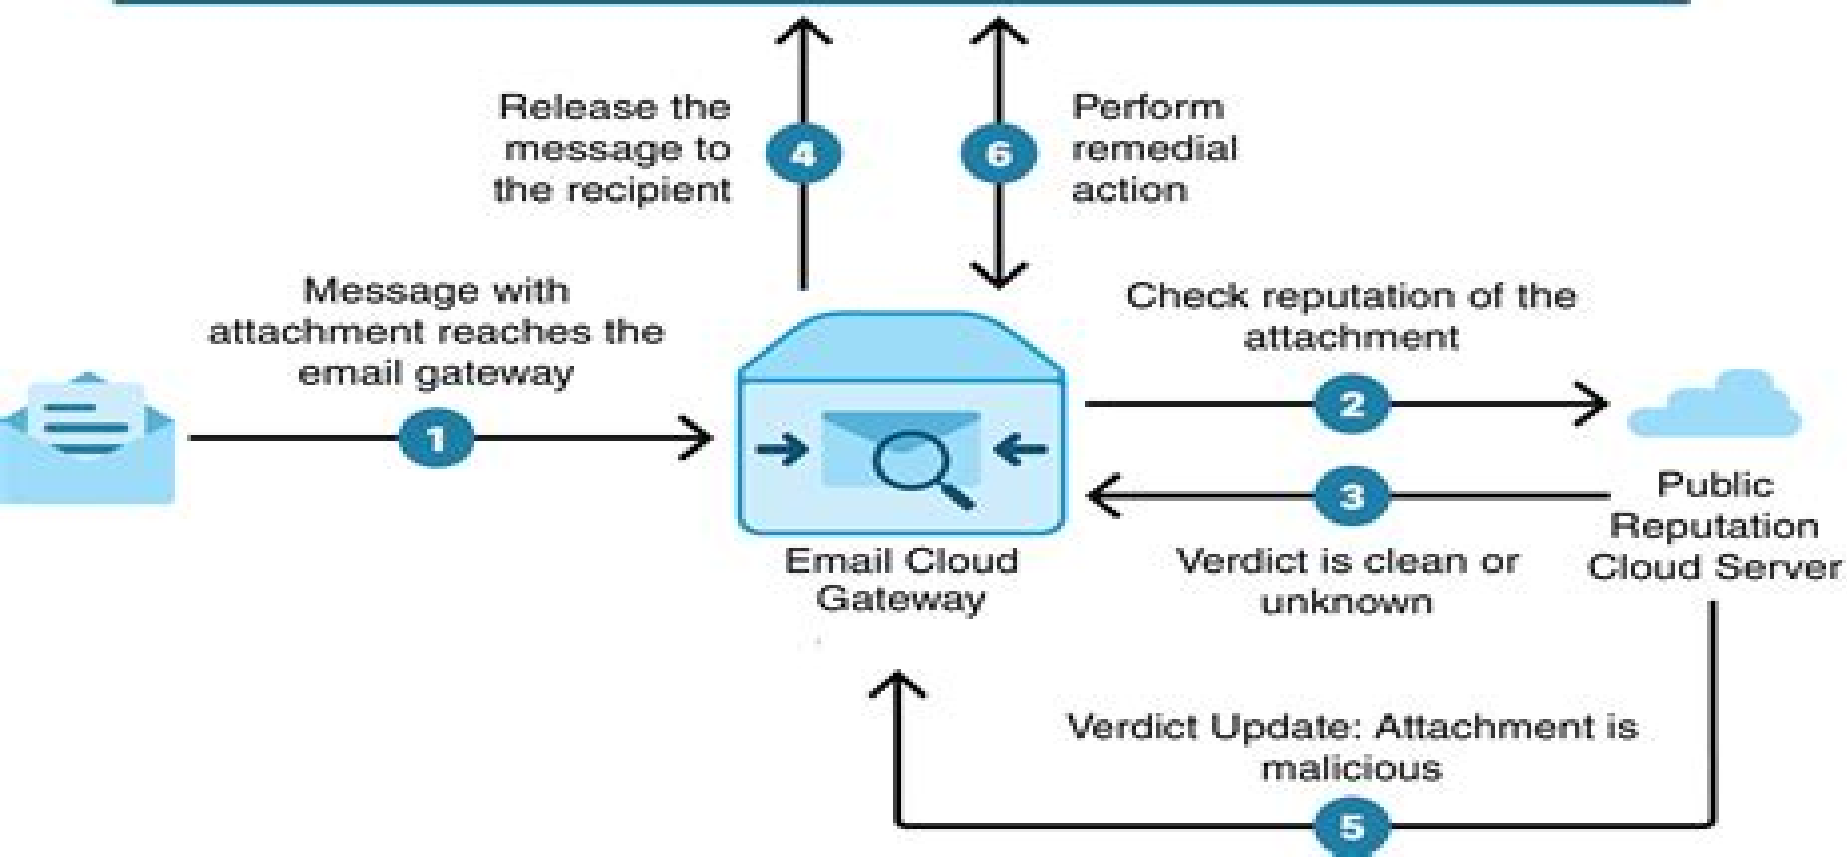 Release the
message to
the recipient
4
6
Perform
remedial
action
Message with
attachment reaches the
email gateway
1
Check reputation of the
attachment
2
3
Public
Reputation
Cloud Server
Email Cloud
Gateway
Verdict is clean or
unknown
Verdict Update: Attachment is
malicious
5